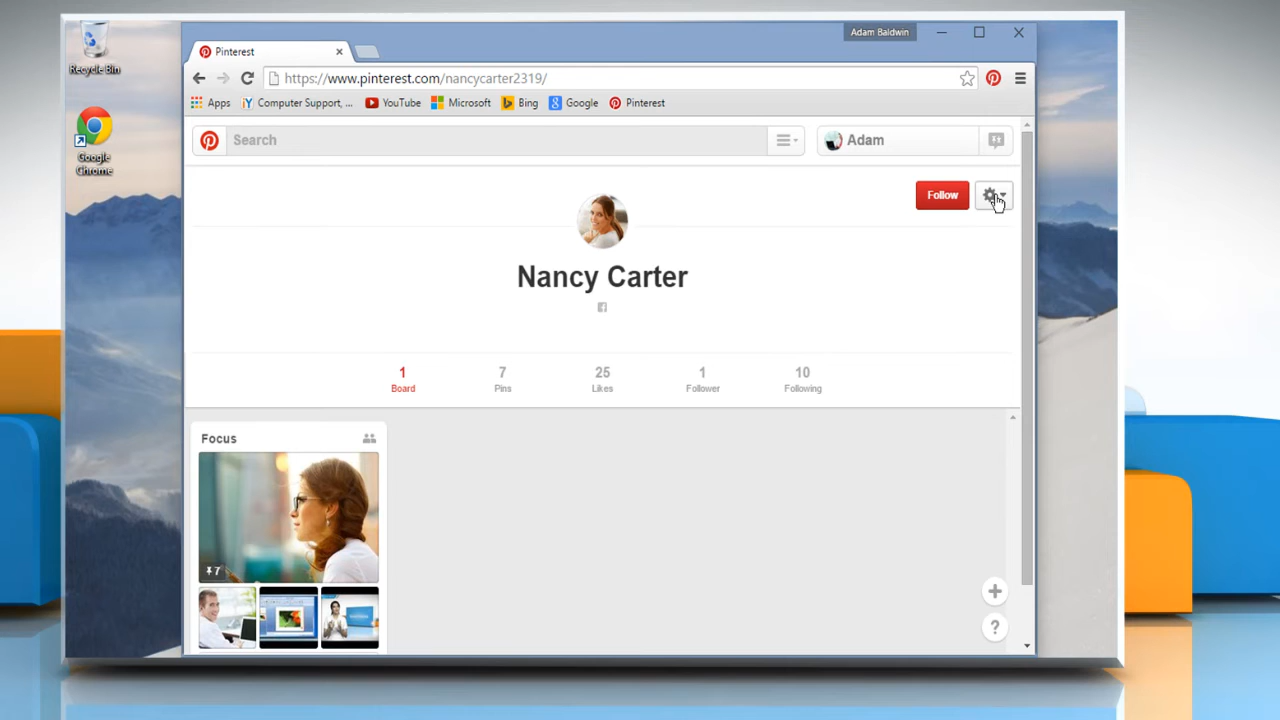 Recycle Bin
Google
Chrome
Adam Baldwin
Pinterest
https://www.pinterest.com/nancycarter2319/
Apps Computer Support, ... YouTube Microsoft Bing Google Pinterest
Search
Adam
Follow
Nancy Carter
1 7 25 1 10
Board Pins Likes Follower Following
Focus
7
+
?